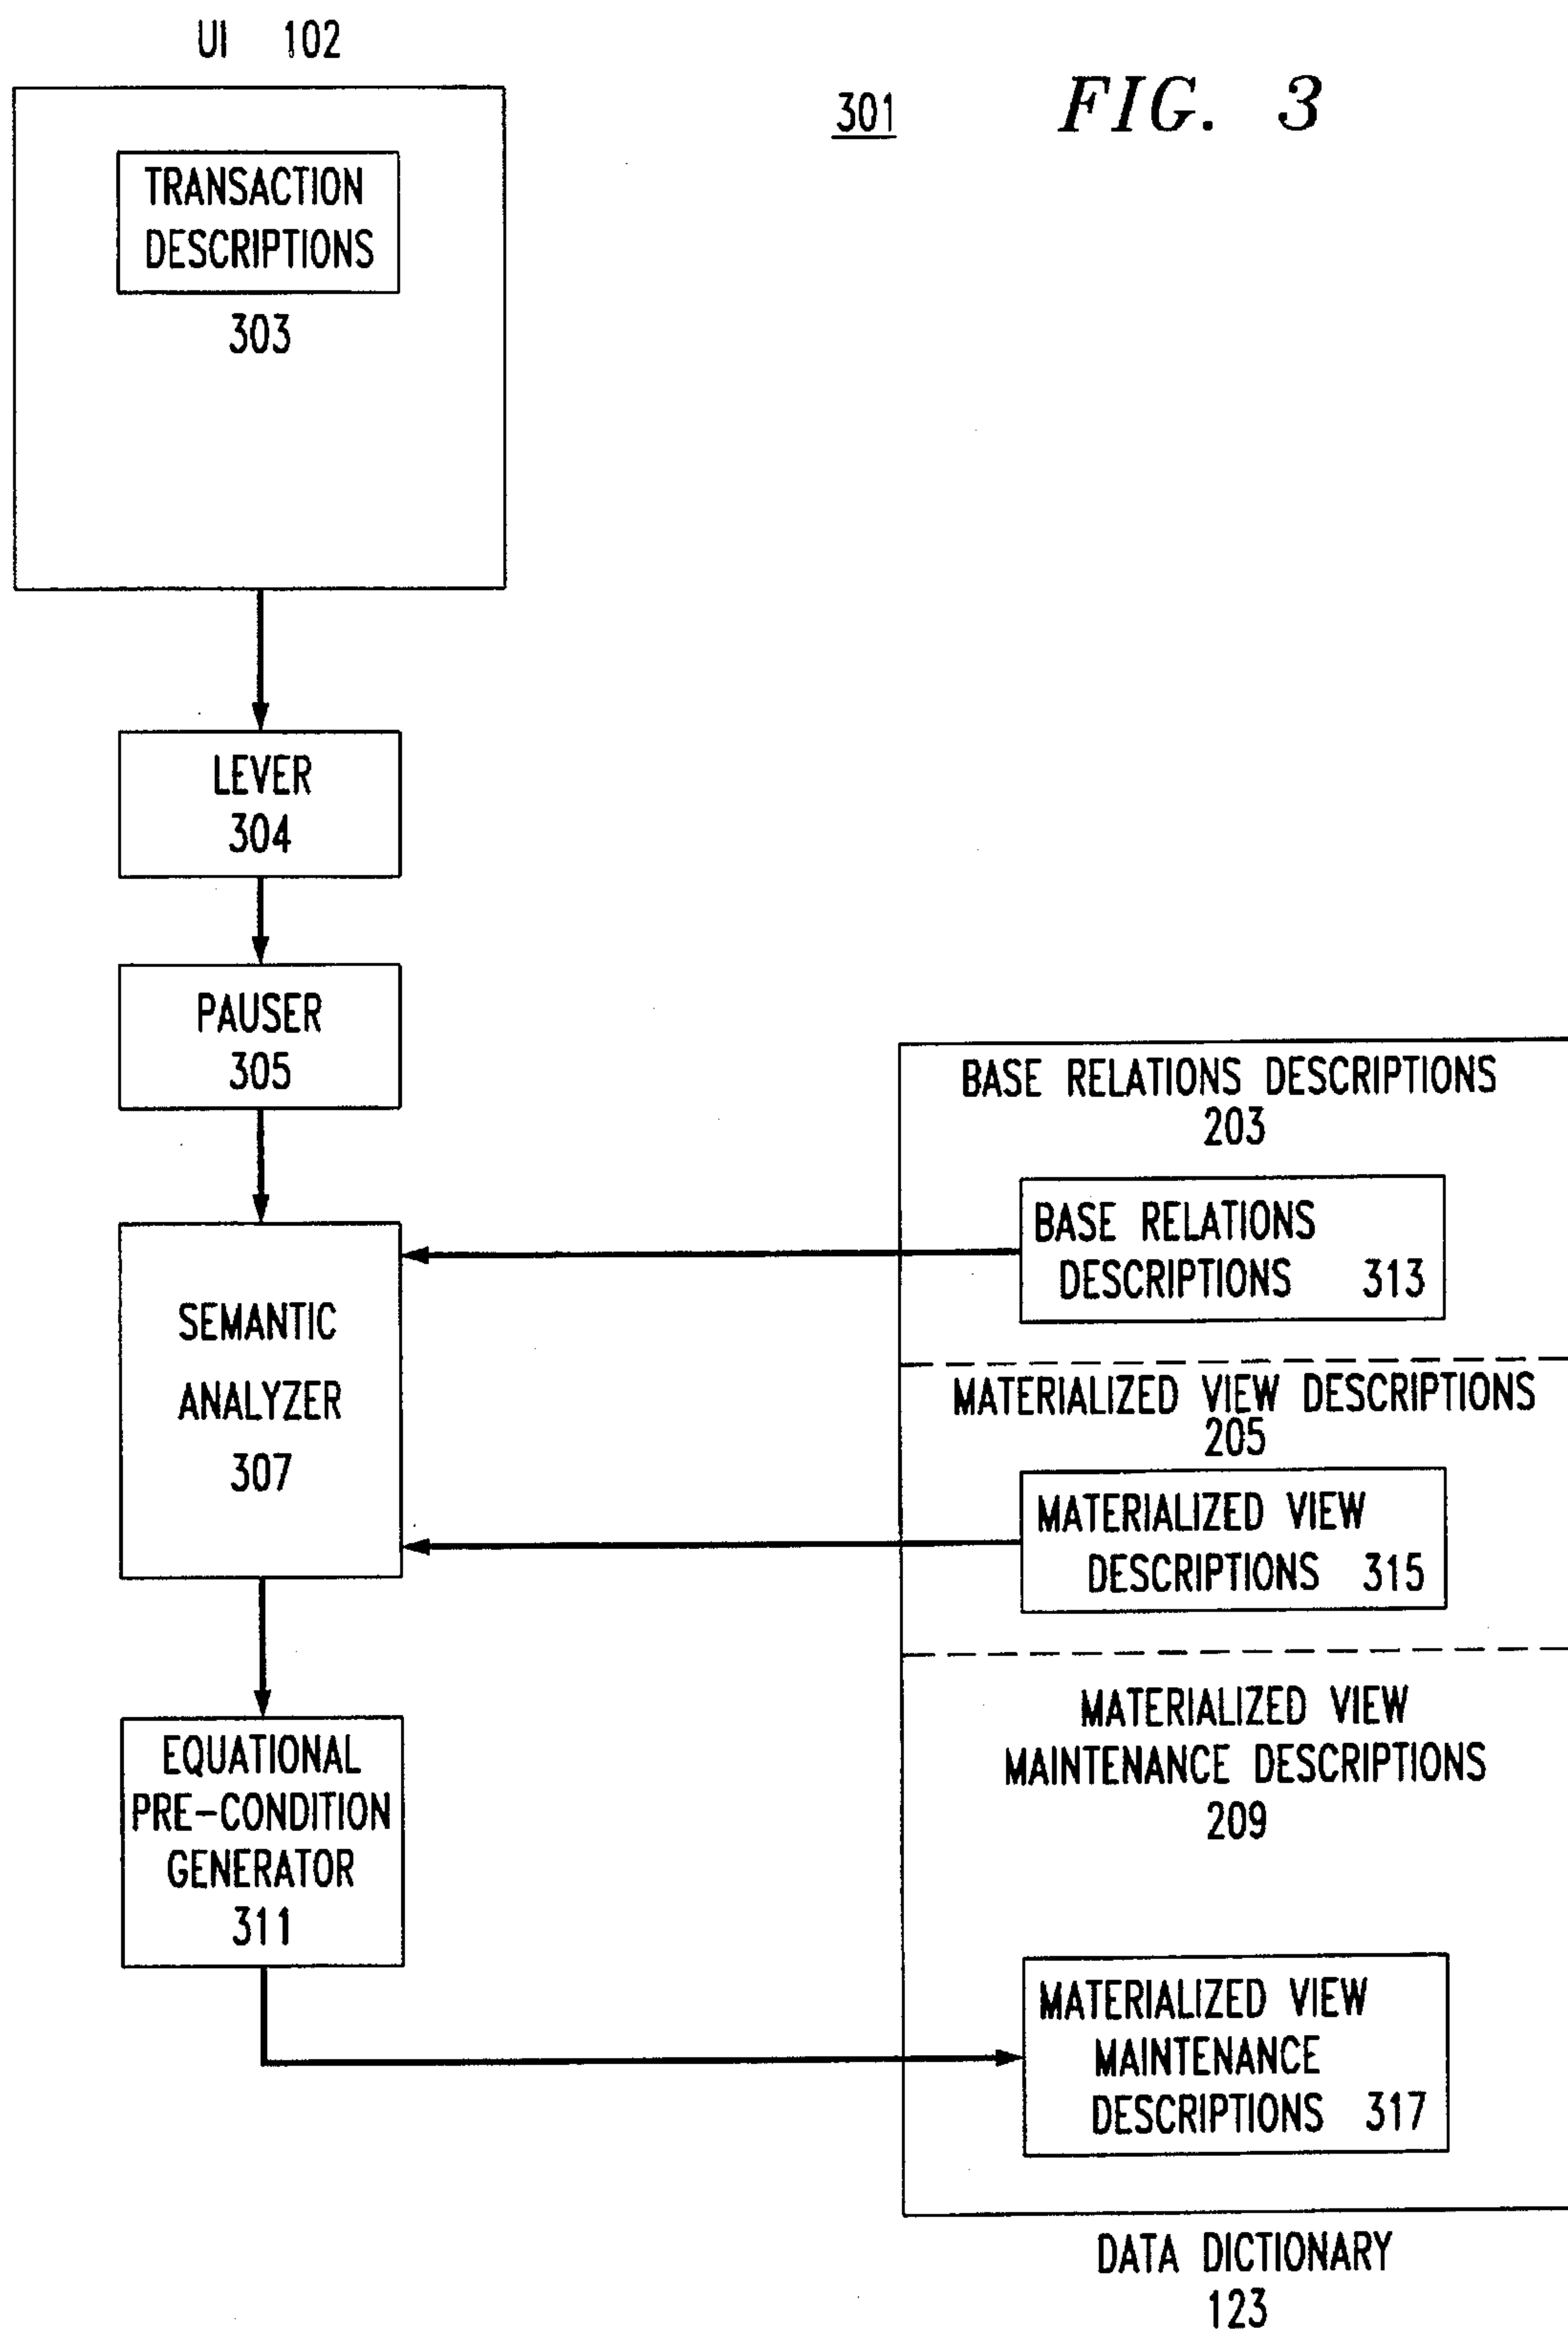 UI 102
301 FIG. 3
TRANSACTION
DESCRIPTIONS
303
LEVER
304
PAUSER
305
SEMANTIC
ANALYZER
307
EQUATIONAL
PRE-CONDITION
GENERATOR
311
BASE RELATIONS DESCRIPTIONS
203
BASE RELATIONS
DESCRIPTIONS 313
MATERIALIZED VIEW DESCRIPTIONS
205
MATERIALIZED VIEW
DESCRIPTIONS 315
MATERIALIZED VIEW
MAINTENANCE DESCRIPTIONS
209
MATERIALIZED VIEW
MAINTENANCE
DESCRIPTIONS 317
DATA DICTIONARY
123